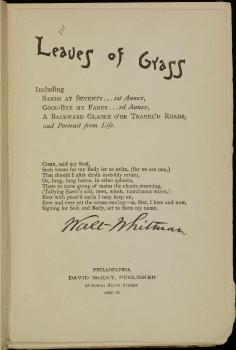 Leaves of Grass
Including
SANDS AT SEVENTY... 1st Annex,
GOOD-BYE MY FANCY... 2d Annex,
A BACKWARD GLANCE O'ER TRAVEL'D ROADS,
and Portrait from Life.
COME, said my Soul,
Such verses for my Body let us write, (for we are one,)
That should I after death invisibly return,
Or, long, long hence, in other spheres,
There to some group of mates the chants resuming,
(Tallying Earth's soil, trees, winds, tumultuous waves,)
Ever with pleas'd smile I may keep on,
Ever and ever yet the verses owning—as, first, I here and now,
Signing for Soul and Body, set to them my name,
Walt Whitman
PHILADELPHIA
DAVID McKAY, PUBLISHER
23 SOUTH NINTH STREET